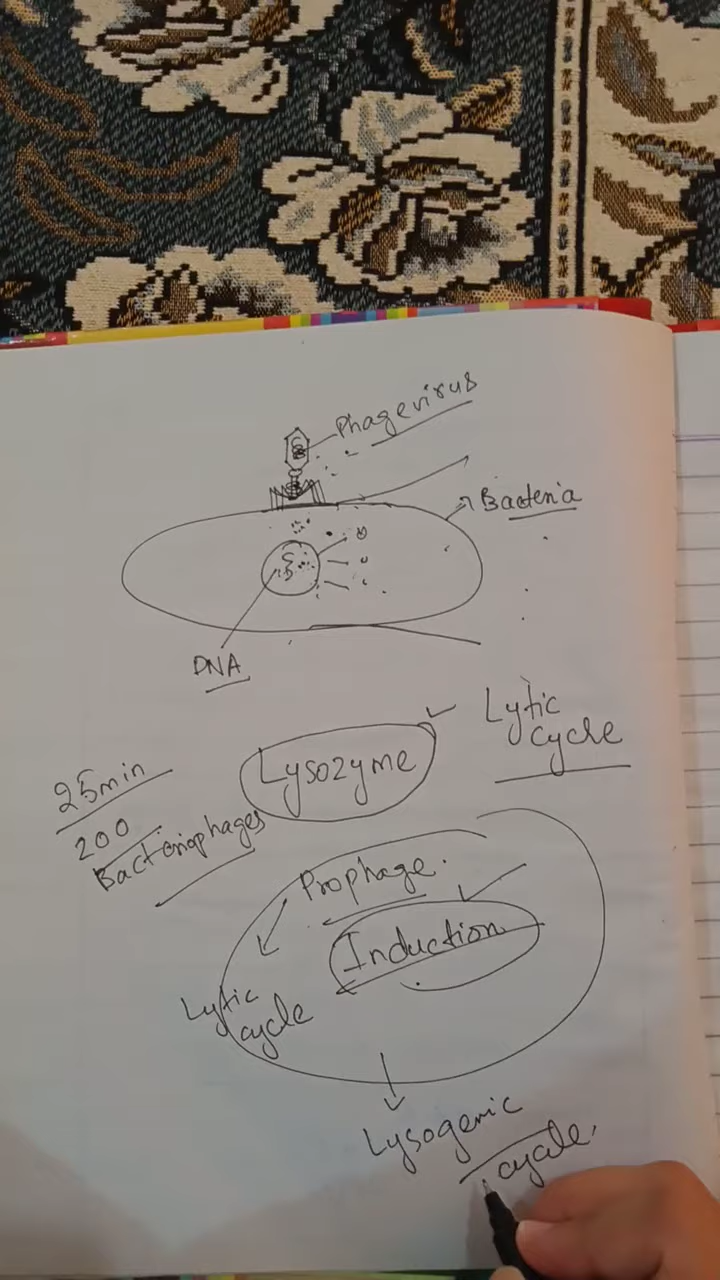 Phagevirus
Bacteria
DNA
Lytic
cycle
Lysozyme
25min
200
Bacteriophages
Prophage.
Induction
Lytic
cycle
Lysogenic
cycle.